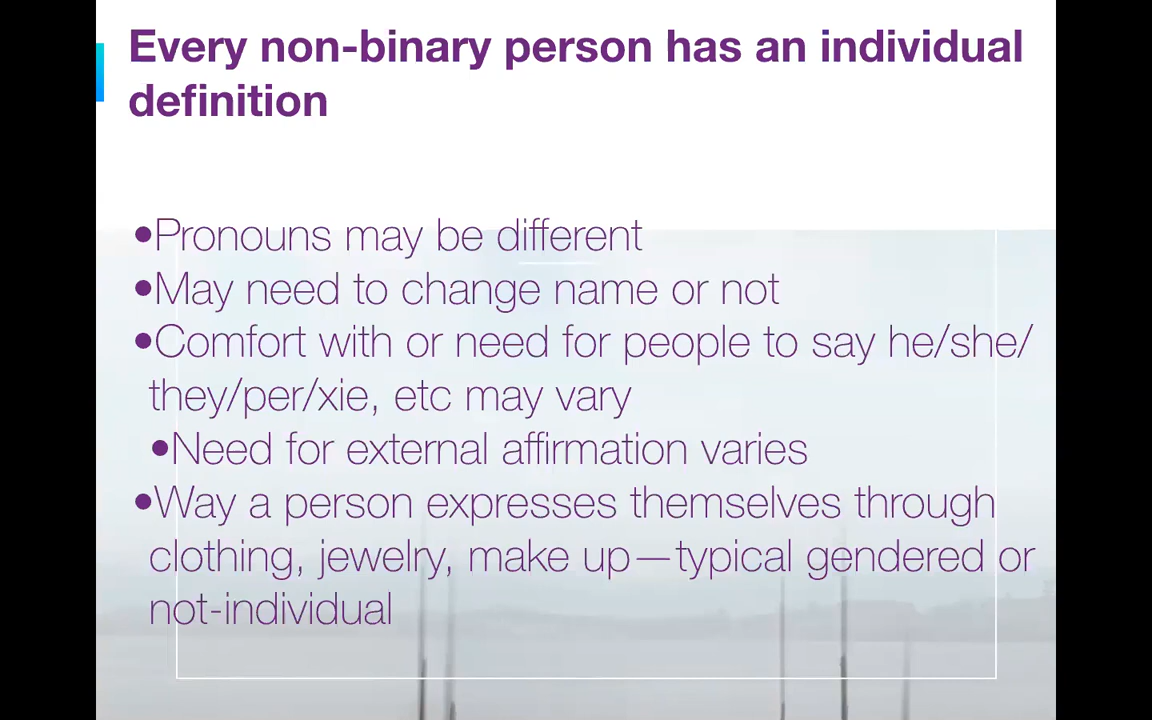 Every non-binary person has an individual
definition
•Pronouns may be different
•May need to change name or not
•Comfort with or need for people to say he/she/
they/per/xie, etc may vary
•Need for external affirmation varies
•Way a person expresses themselves through
clothing, jewelry, make up—typical gendered or
not-individual